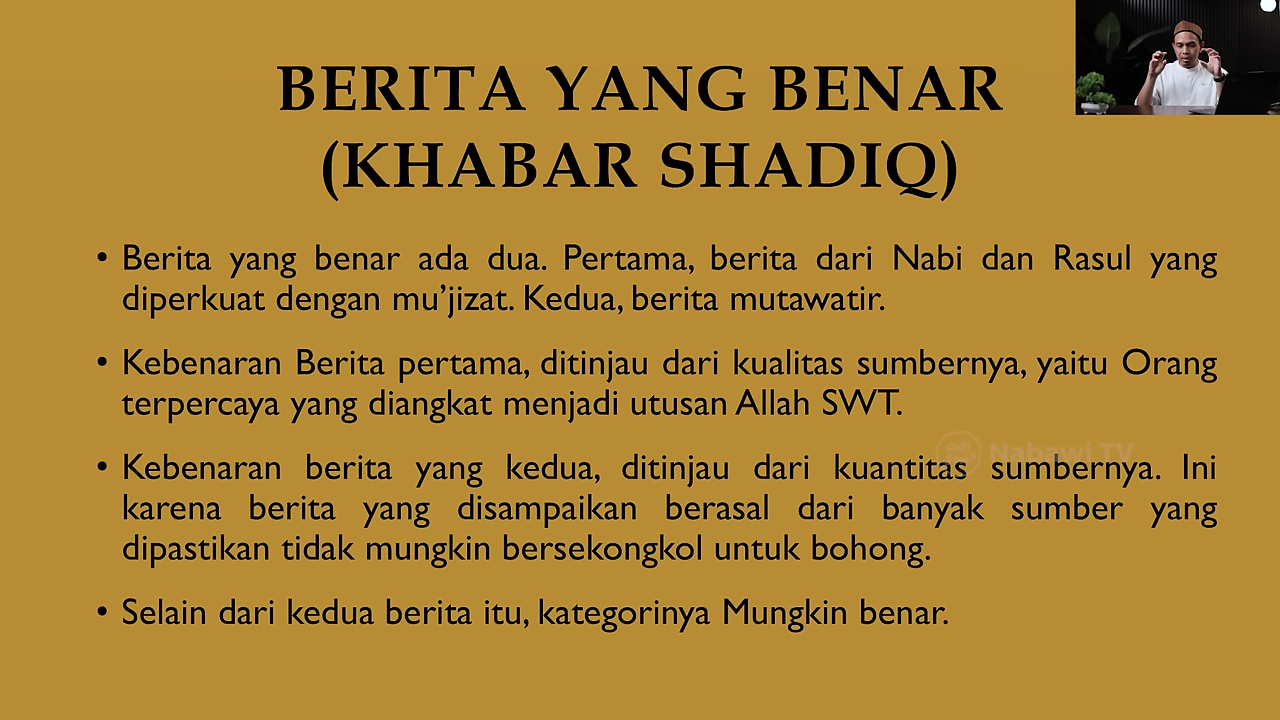 BERITA YANG BENAR
(KHABAR SHADIQ)
• Berita yang benar ada dua. Pertama, berita dari Nabi dan Rasul yang
diperkuat dengan mu’jizat. Kedua, berita mutawatir.
• Kebenaran Berita pertama, ditinjau dari kualitas sumbernya, yaitu Orang
terpercaya yang diangkat menjadi utusan Allah SWT.
• Kebenaran berita yang kedua, ditinjau dari kuantitas sumbernya. Ini
karena berita yang disampaikan berasal dari banyak sumber yang
dipastikan tidak mungkin bersekongkol untuk bohong.
• Selain dari kedua berita itu, kategorinya Mungkin benar.
Nabawi TV